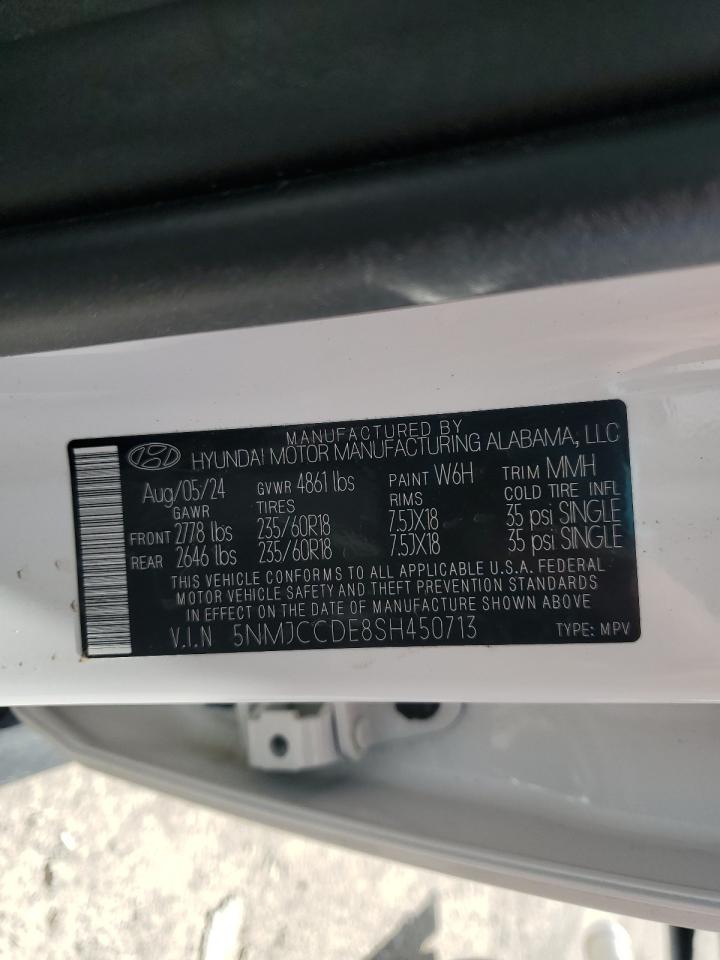 MANUFACTURED BY
HYUNDAI MOTOR MANUFACTURING ALABAMA, LLC
Aug/05/24 GVWR 4861 lbs PAINT W6H TRIM MMH
GAWR TIRES RIMS COLD TIRE INFL
FRONT 2778 lbs 235/60R18 7.5JX18 35 psi SINGLE
REAR 2646 lbs 235/60R18 7.5JX18 35 psi SINGLE
THIS VEHICLE CONFORMS TO ALL APPLICABLE U.S.A. FEDERAL
MOTOR VEHICLE SAFETY AND THEFT PREVENTION STANDARDS
IN EFFECT ON THE DATE OF MANUFACTURE SHOWN ABOVE
V.I.N 5NMJCCDE8SH450713 TYPE: MPV